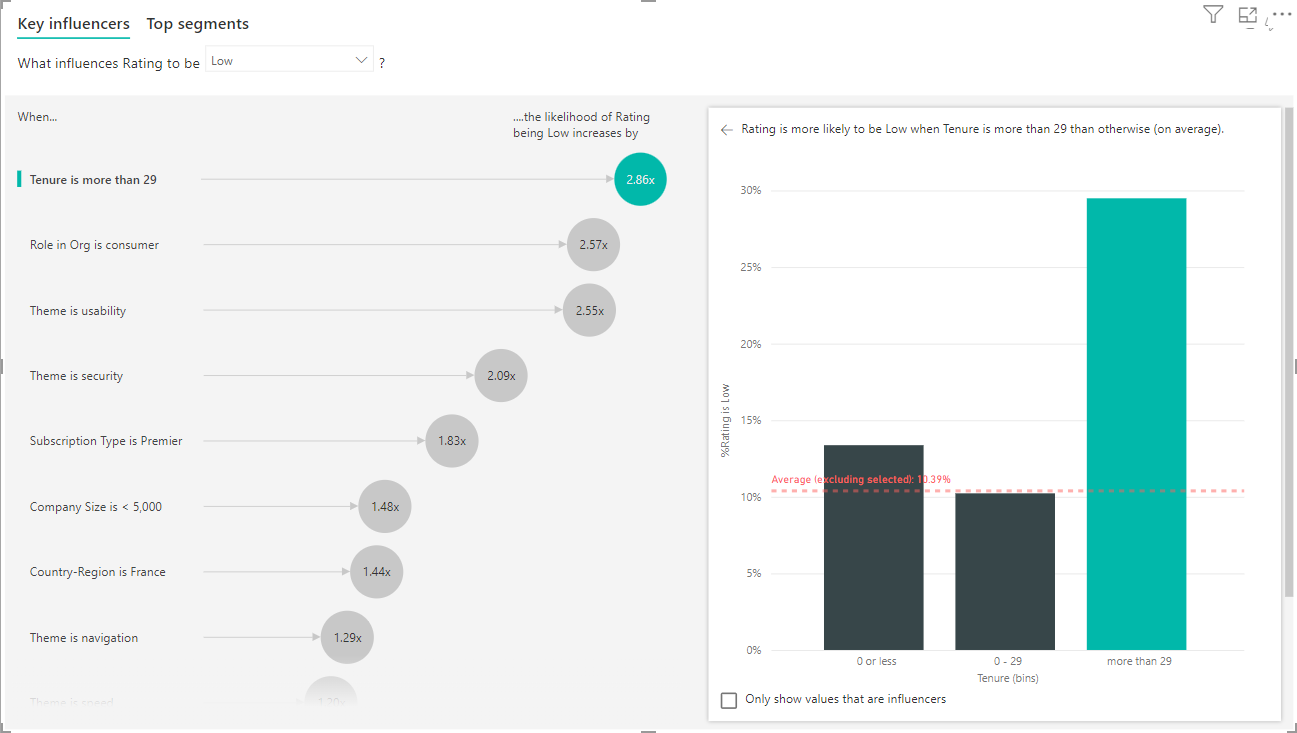 Key influencers Top segments
What influences Rating to be Low ?
When...
....the likelihood of Rating
being Low increases by
Tenure is more than 29 2.86x
Role in Org is consumer 2.57x
Theme is usability 2.55x
Theme is security 2.09x
Subscription Type is Premier 1.83x
Company Size is < 5,000 1.48x
Country-Region is France 1.44x
Theme is navigation 1.29x
Theme is speed
Rating is more likely to be Low when Tenure is more than 29 than otherwise (on average).
%Rating is Low
30%
25%
20%
15%
Average (excluding selected): 10.39%
10%
5%
0%
0 or less 0 - 29 more than 29
Tenure (bins)
Only show values that are influencers